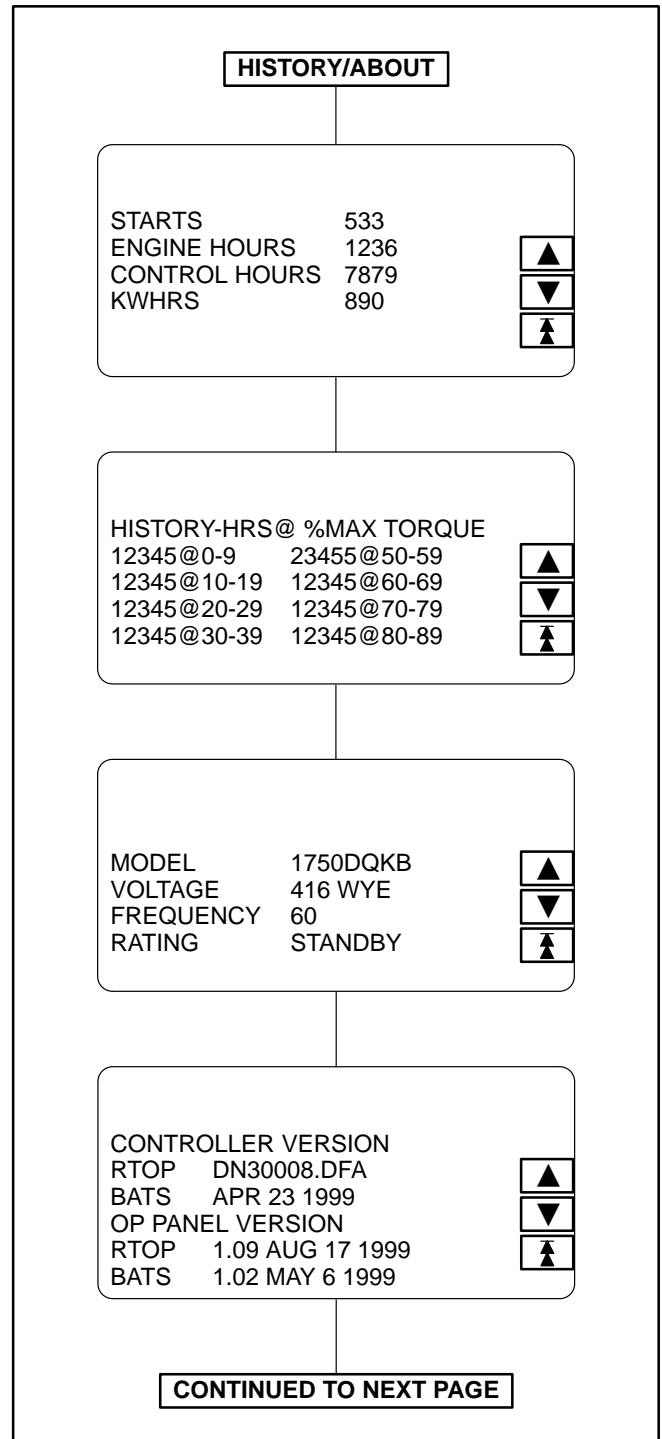 HISTORY/ABOUT
STARTS 533
ENGINE HOURS 1236
CONTROL HOURS 7879
KWHRS 890
HISTORY-HRS@ %MAX TORQUE
12345@0-9 23455@50-59
12345@10-19 12345@60-69
12345@20-29 12345@70-79
12345@30-39 12345@80-89
MODEL 1750DQKB
VOLTAGE 416 WYE
FREQUENCY 60
RATING STANDBY
CONTROLLER VERSION
RTOP DN30008.DFA
BATS APR 23 1999
OP PANEL VERSION
RTOP 1.09 AUG 17 1999
BATS 1.02 MAY 6 1999
CONTINUED TO NEXT PAGE